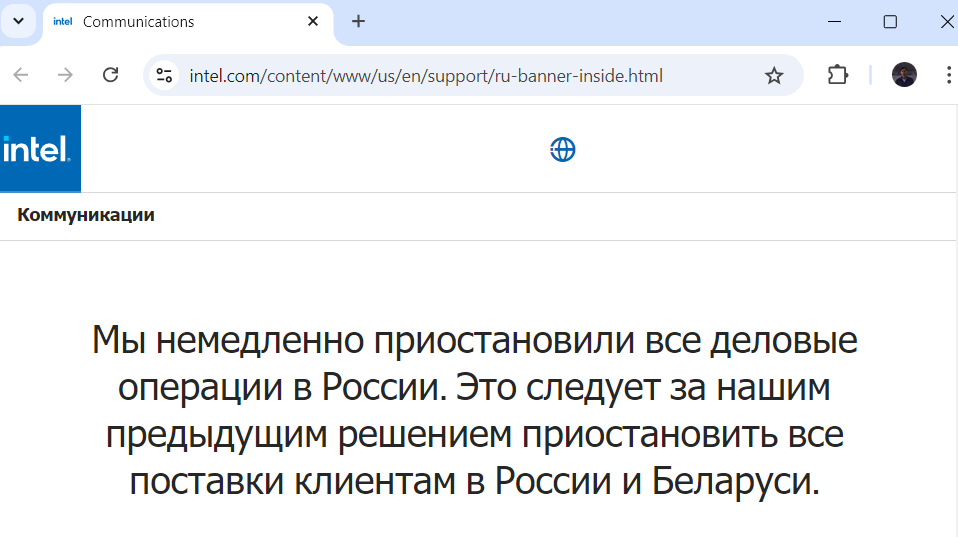 intel Communications
intel.com/content/www/us/en/support/ru-banner-inside.html
intel.
Коммуникации
Мы немедленно приостановили все деловые
операции в России. Это следует за нашим
предыдущим решением приостановить все
поставки клиентам в России и Беларуси.